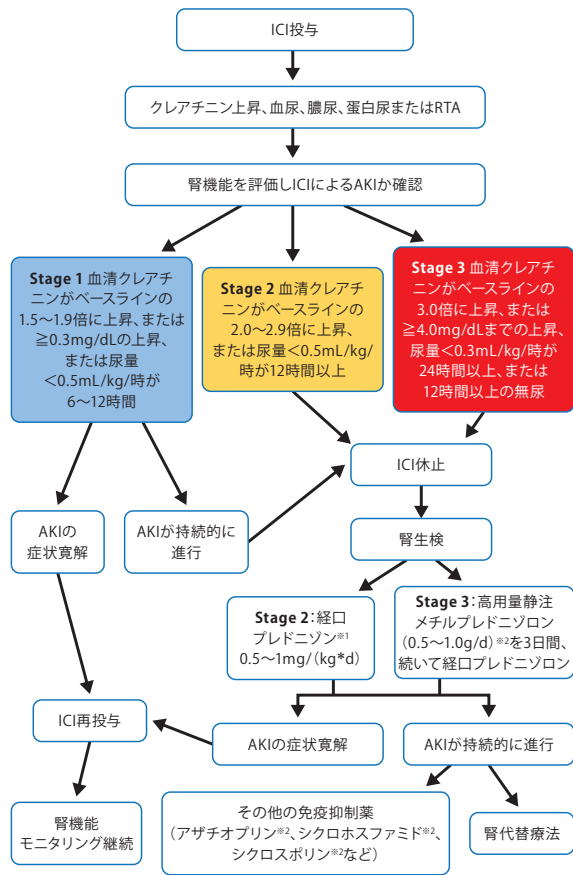 ICI投与
クレアチニン上昇、血尿、膿尿、蛋白尿またはRTA
腎機能を評価しICIによるAKIか確認
Stage 1 血清クレアチ
ニンがベースラインの
1.5～1.9倍に上昇、または
≧0.3mg/dLの上昇、
または尿量
<0.5mL/kg/時が
6～12時間
Stage 2 血清クレアチ
ニンがベースラインの
2.0～2.9倍に上昇、
または尿量<0.5mL/kg/
時が12時間以上
Stage 3 血清クレアチ
ニンがベースラインの
3.0倍に上昇、または
≧4.0mg/dLまでの上昇、
尿量<0.3mL/kg/時が
24時間以上、または
12時間以上の無尿
ICI休止
AKIの
症状寛解
AKIが持続的に
進行
腎生検
Stage 2：経口
プレドニゾン※1
0.5～1mg/(kg*d)
Stage 3：高用量静注
メチルプレドニゾロン
(0.5～1.0g/d)※2を3日間、
続いて経口プレドニゾロン
ICI再投与
AKIの症状寛解
AKIが持続的に進行
腎機能
モニタリング継続
その他の免疫抑制薬
(アザチオプリン※2、シクロホスファミド※2、
シクロスポリン※2など)
腎代替療法